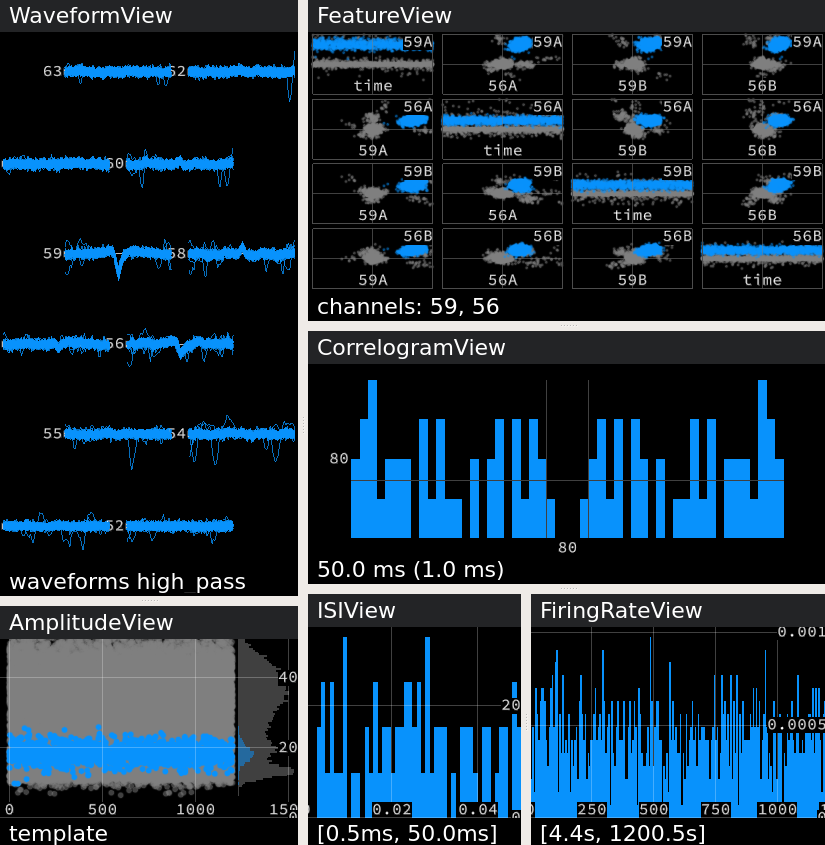 WaveformView
63 62
60
59 58
56
55 54
52
waveforms high_pass
FeatureView
59A 59A 59A 59A
time 56A 59B 56B
56A 56A 56A 56A
59A time 59B 56B
59B 59B 59B 59B
59A 56A time 56B
56B 56B 56B 56B
59A 56A 59B time
channels: 59, 56
CorrelogramView
80
80
50.0 ms (1.0 ms)
AmplitudeView
40
20
0 500 1000
template
ISIView
20
0.02 0.04
[0.5ms, 50.0ms]
FiringRateView
0.001
0.0005
250 500 750 1000
[4.4s, 1200.5s]